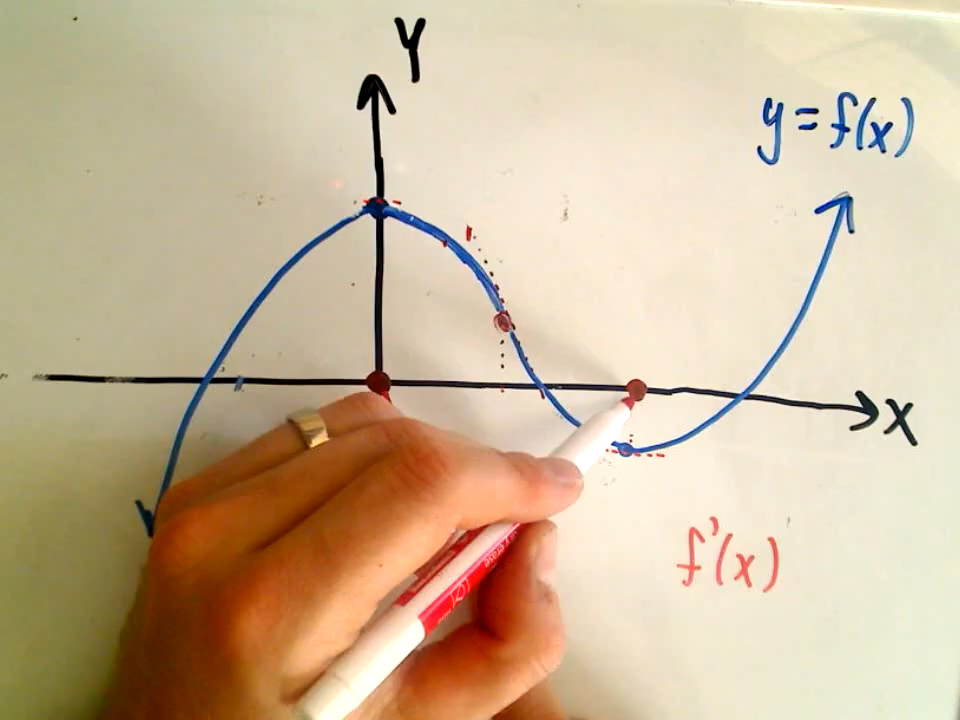 Y
y = f(x)
X
f'(x)